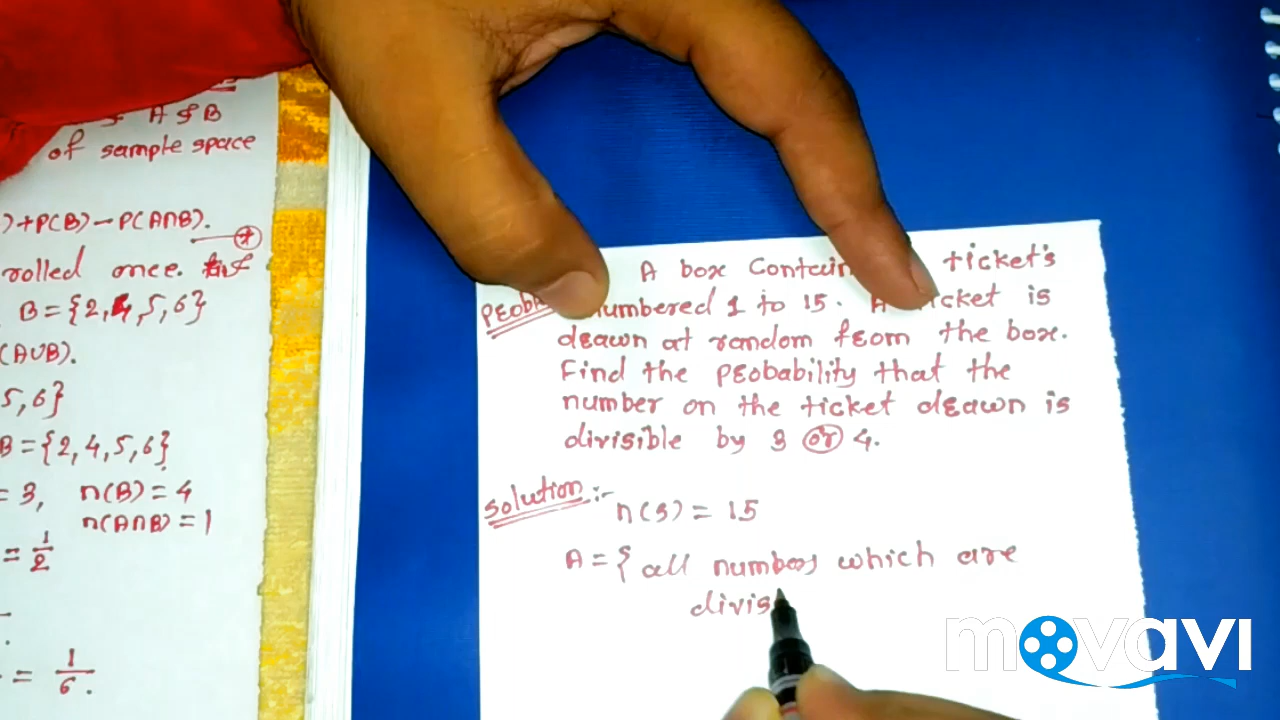 A & B
of sample space
)+P(B)-P(A∩B).
rolled once.
B={2,4,5,6}
(A∪B).
5,6}
B={2,4,5,6}
= 3, n(B)=4
n(A∩B)=1
= 1/2
= 1/6.
A box ticket's
numbered 1 to 15. A ticket is
drawn at random from the box.
Find the probability that the
number on the ticket drawn is
divisible by 3 or 4.
Solution:-
n(s) = 15
A = { all numbers which are
divis
movavi